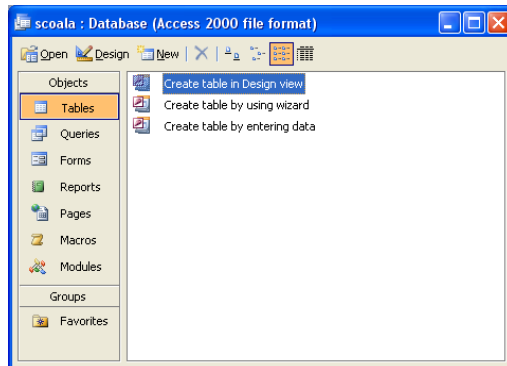 scoala : Database (Access 2000 file format)
Open Design New
Objects
Tables
Queries
Forms
Reports
Pages
Macros
Modules
Groups
Favorites
Create table in Design view
Create table by using wizard
Create table by entering data